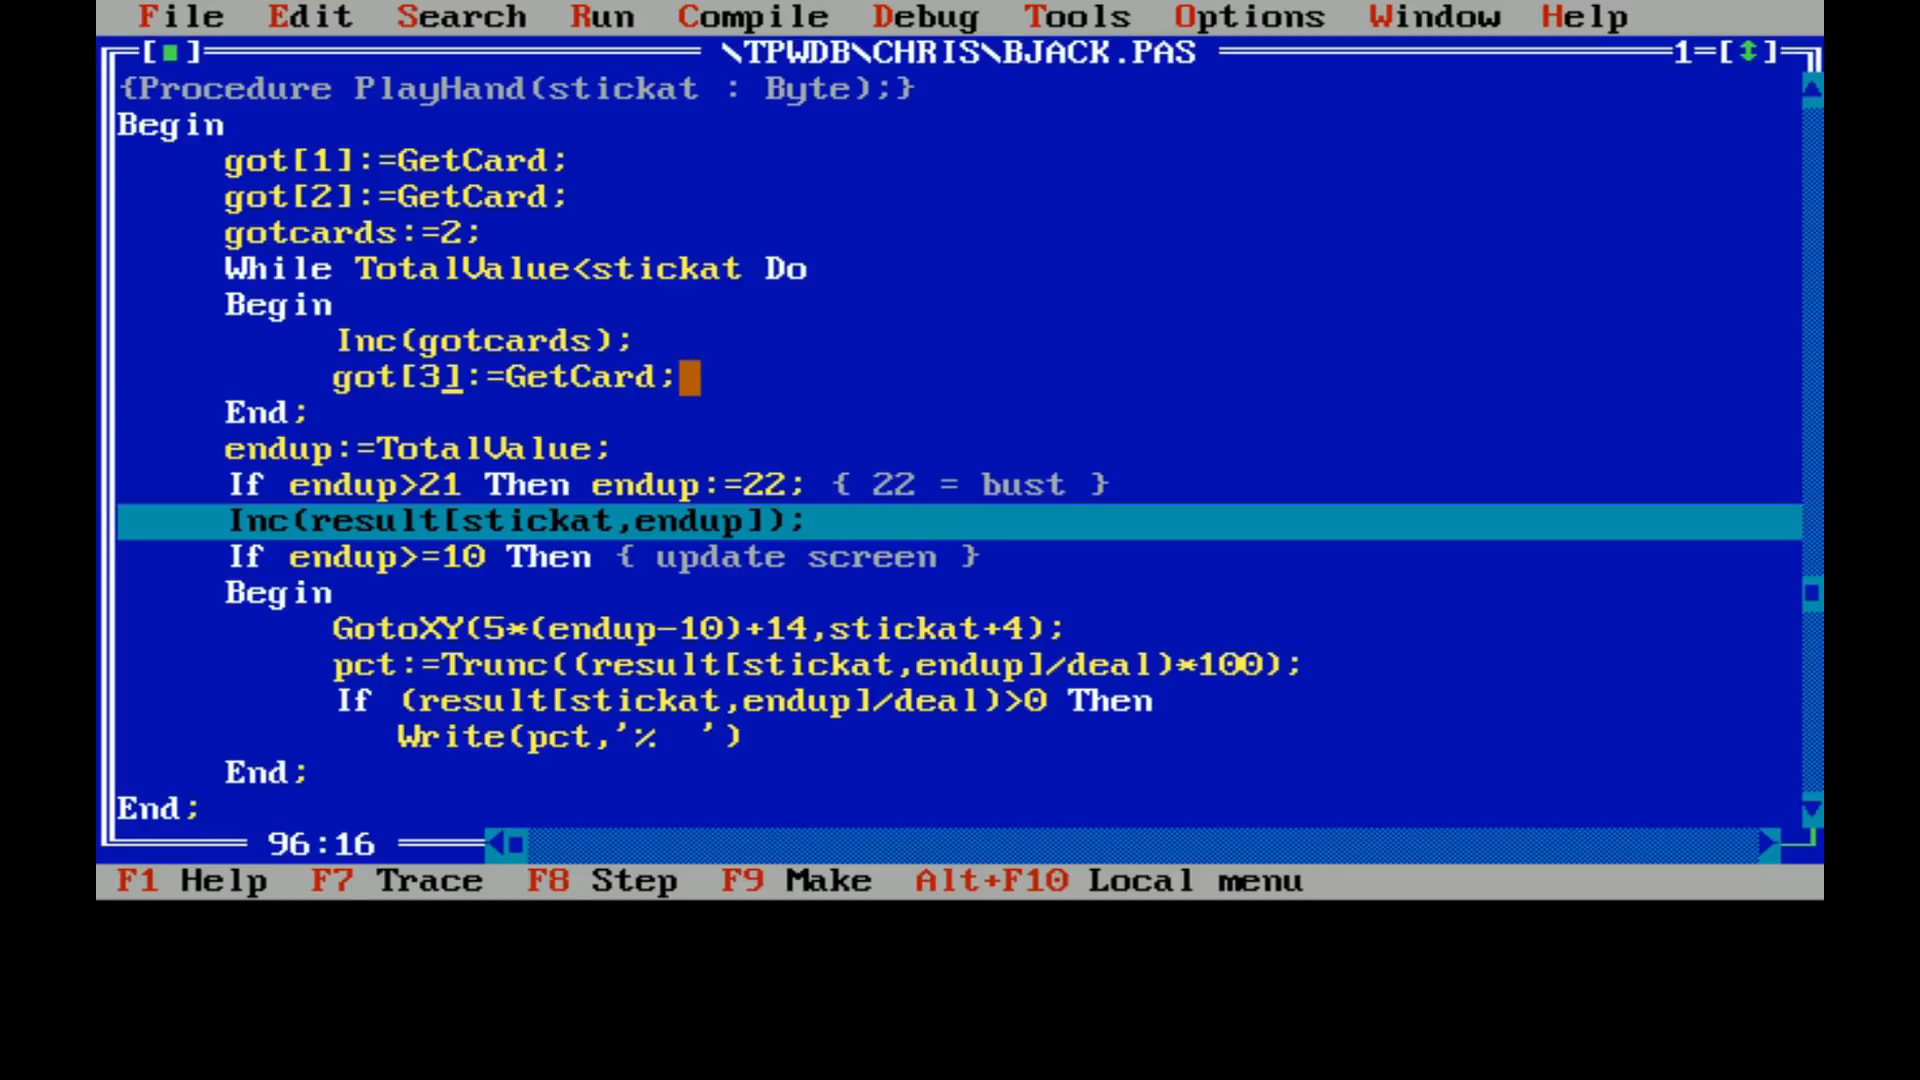 File Edit Search Run Compile Debug Tools Options Window Help
[■] \TPWDB\CHRIS\BJACK.PAS 1=[↕]
{Procedure PlayHand(stickat : Byte);}
Begin
     got[1]:=GetCard;
     got[2]:=GetCard;
     gotcards:=2;
     While TotalValue<stickat Do
     Begin
          Inc(gotcards);
          got[3]:=GetCard;
     End;
     endup:=TotalValue;
     If endup>21 Then endup:=22; { 22 = bust }
     Inc(result[stickat,endup]);
     If endup>=10 Then { update screen }
     Begin
          GotoXY(5*(endup-10)+14,stickat+4);
          pct:=Trunc((result[stickat,endup]/deal)*100);
          If (result[stickat,endup]/deal)>0 Then
             Write(pct,'%  ')
     End;
End;
96:16
F1 Help F7 Trace F8 Step F9 Make Alt+F10 Local menu